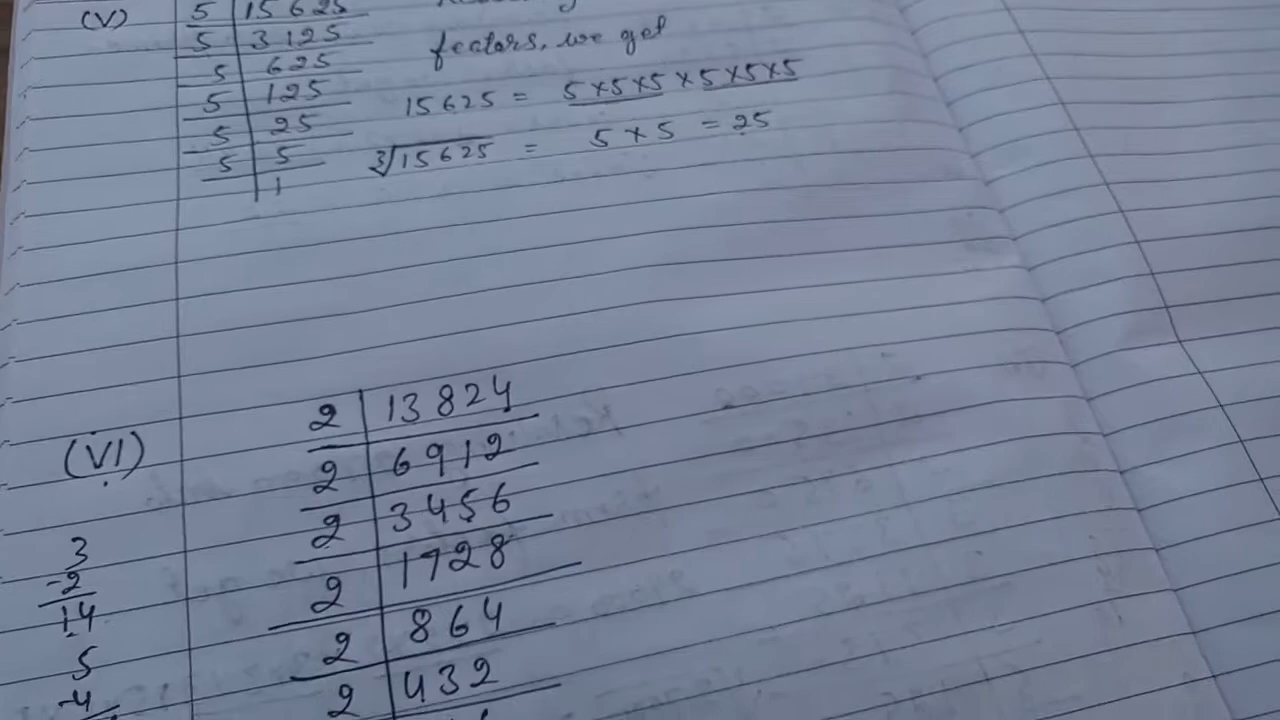 (V) 5 | 15625
5 | 3125
factors, we get
5 | 625
5 | 125
15625 = 5×5×5×5×5×5
5 | 25
∛15625 = 5×5 = 25
5 | 5
1
(VI) 2 | 13824
2 | 6912
2 | 3456
2 | 1728
2 | 864
2 | 432
3
-2
14
5
-4